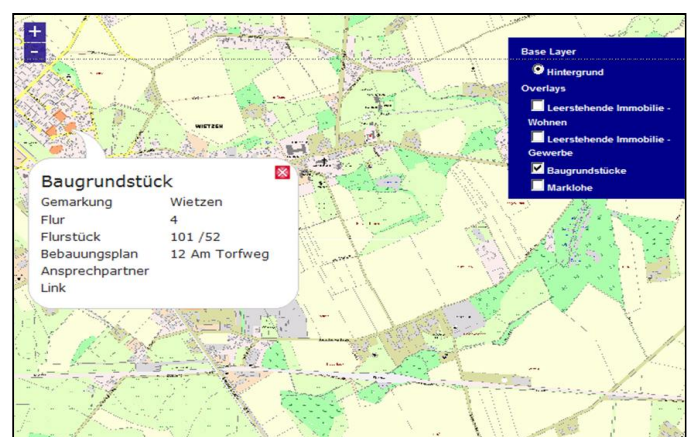 +
-
Base Layer
Hintergrund
Overlays
Leerstehende Immobilie -
Wohnen
Leerstehende Immobilie -
Gewerbe
Baugrundstücke
Marklohe
WIETZEN
Baugrundstück
Gemarkung Wietzen
Flur 4
Flurstück 101 /52
Bebauungsplan 12 Am Torfweg
Ansprechpartner
Link